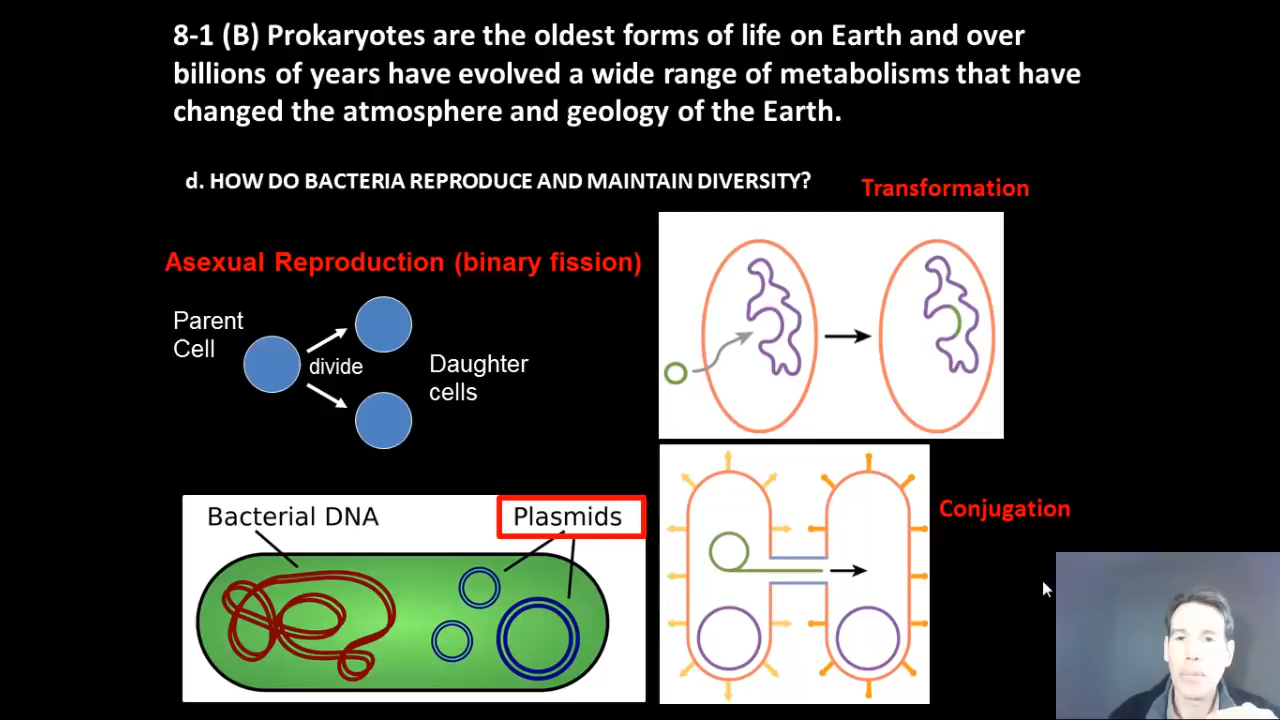 8-1 (B) Prokaryotes are the oldest forms of life on Earth and over
billions of years have evolved a wide range of metabolisms that have
changed the atmosphere and geology of the Earth.
d. HOW DO BACTERIA REPRODUCE AND MAINTAIN DIVERSITY?
Transformation
Asexual Reproduction (binary fission)
Parent
Cell
divide
Daughter
cells
Bacterial DNA
Plasmids
Conjugation